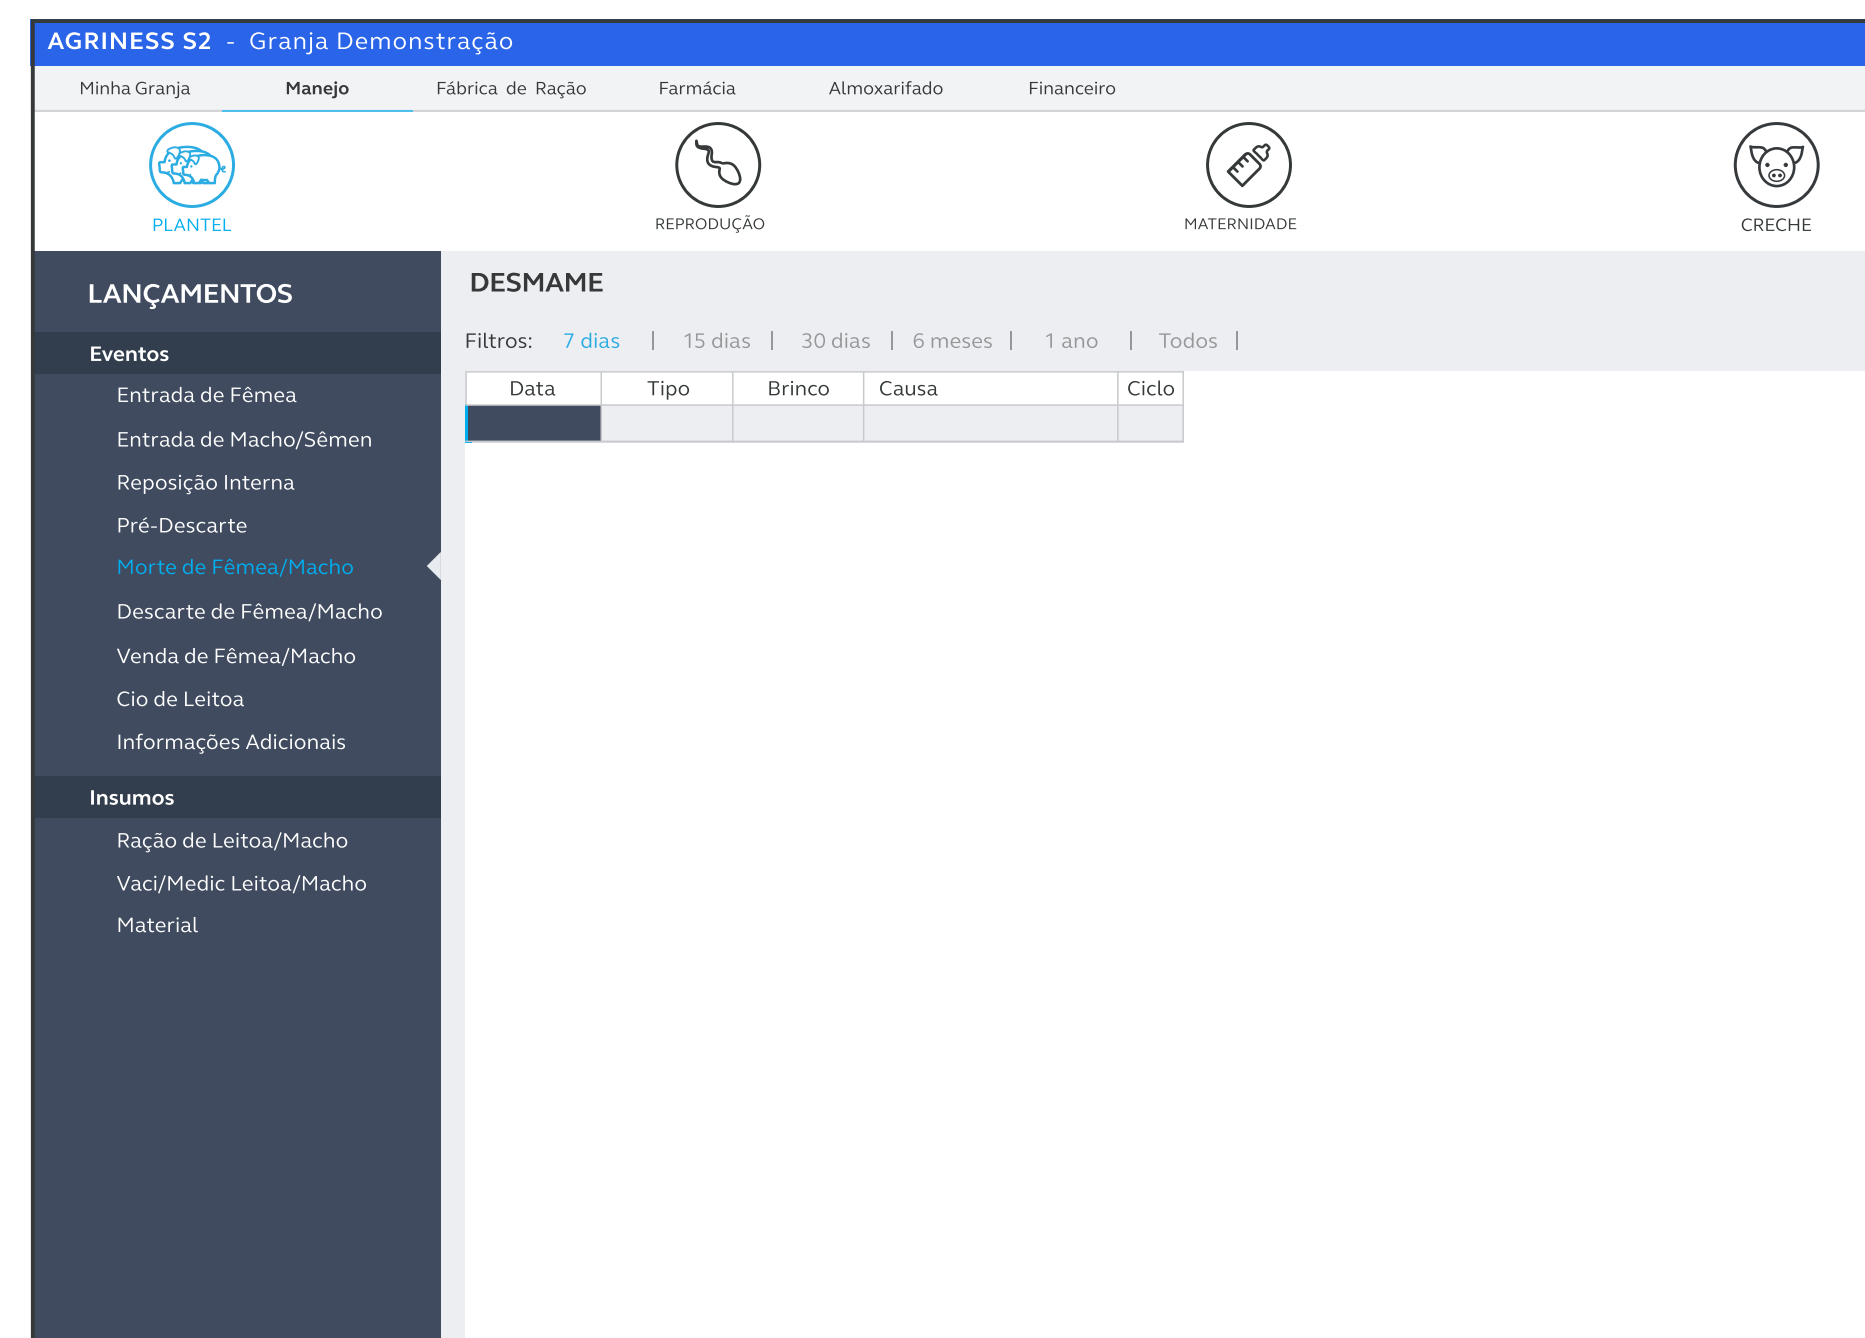 AGRINESS S2 - Granja Demonstração
Minha Granja Manejo Fábrica de Ração Farmácia Almoxarifado Financeiro
PLANTEL REPRODUÇÃO MATERNIDADE CRECHE
LANÇAMENTOS
Eventos
Entrada de Fêmea
Entrada de Macho/Sêmen
Reposição Interna
Pré-Descarte
Morte de Fêmea/Macho
Descarte de Fêmea/Macho
Venda de Fêmea/Macho
Cio de Leitoa
Informações Adicionais
Insumos
Ração de Leitoa/Macho
Vaci/Medic Leitoa/Macho
Material
DESMAME
Filtros: 7 dias | 15 dias | 30 dias | 6 meses | 1 ano | Todos |
Data Tipo Brinco Causa Ciclo